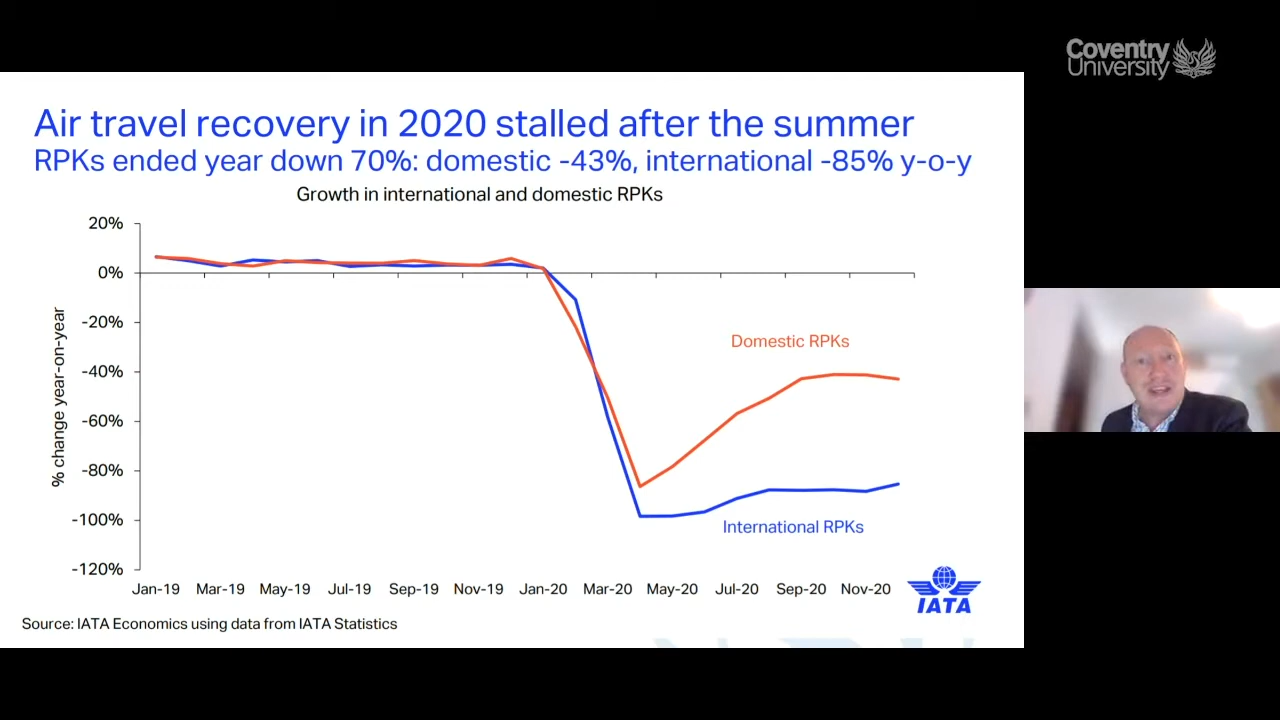 Coventry
University
Air travel recovery in 2020 stalled after the summer
RPKs ended year down 70%: domestic -43%, international -85% y-o-y
Growth in international and domestic RPKs
20%
0%
-20%
-40%
-60%
-80%
-100%
-120%
% change year-on-year
Domestic RPKs
International RPKs
Jan-19 Mar-19 May-19 Jul-19 Sep-19 Nov-19 Jan-20 Mar-20 May-20 Jul-20 Sep-20 Nov-20
IATA
Source: IATA Economics using data from IATA Statistics